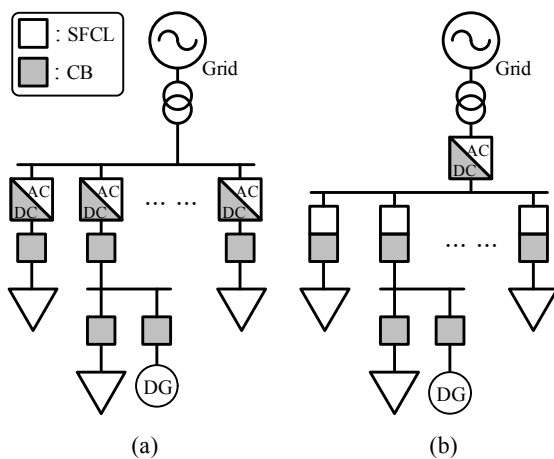 : SFCL
: CB
Grid
Grid
AC
DC
AC
DC
AC
DC
... ...
AC
DC
... ...
DG
DG
(a)
(b)